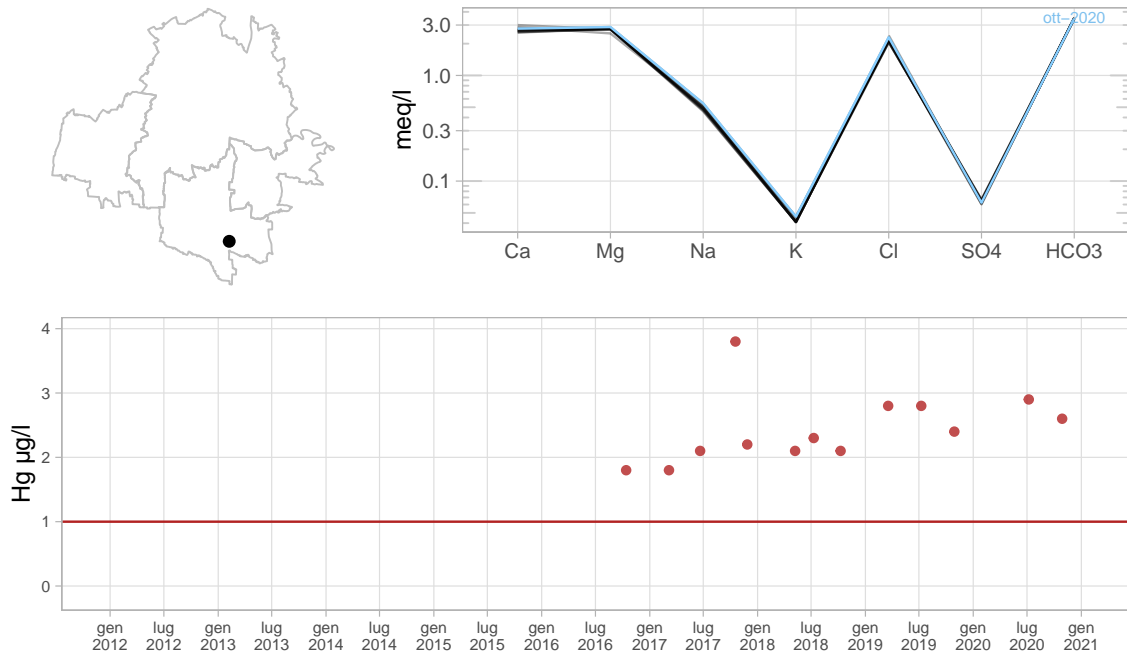 ott-2020
3.0
1.0
0.3
0.1
meq/l
Ca Mg Na K Cl SO4 HCO3
4
3
2
1
0
Hg µg/l
gen lug gen lug gen lug gen lug gen lug gen lug gen lug gen lug gen lug gen
2012 2012 2013 2013 2014 2014 2015 2015 2016 2016 2017 2017 2018 2018 2019 2019 2020 2020 2021